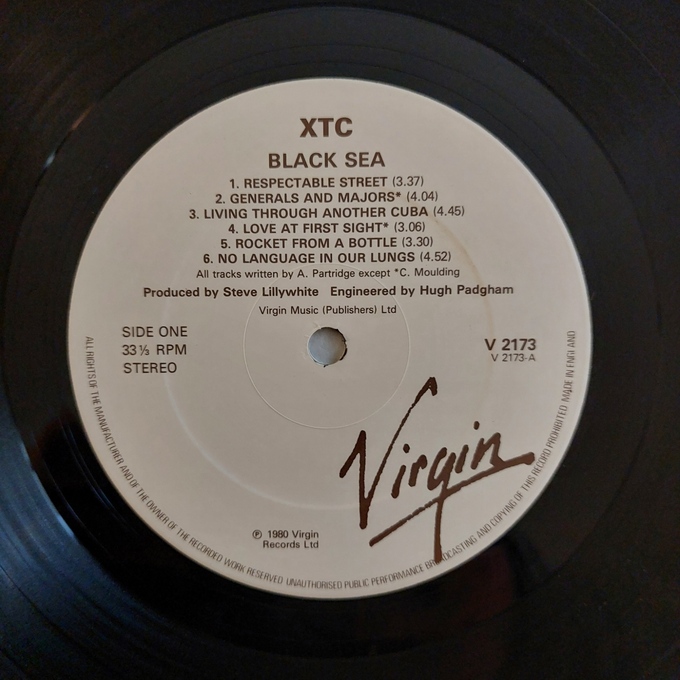 XTC
BLACK SEA
1. RESPECTABLE STREET (3.37)
2. GENERALS AND MAJORS* (4.04)
3. LIVING THROUGH ANOTHER CUBA (4.45)
4. LOVE AT FIRST SIGHT* (3.06)
5. ROCKET FROM A BOTTLE (3.30)
6. NO LANGUAGE IN OUR LUNGS (4.52)
All tracks written by A. Partridge except *C. Moulding
Produced by Steve Lillywhite Engineered by Hugh Padgham
Virgin Music (Publishers) Ltd
SIDE ONE
33⅓ RPM
STEREO
V 2173
V 2173-A
Virgin
℗ 1980 Virgin
Records Ltd
ALL RIGHTS OF THE MANUFACTURER AND OF THE OWNER OF THE RECORDED WORK RESERVED UNAUTHORISED PUBLIC PERFORMANCE BROADCASTING AND COPYING OF THIS RECORD PROHIBITED MADE IN ENGLAND